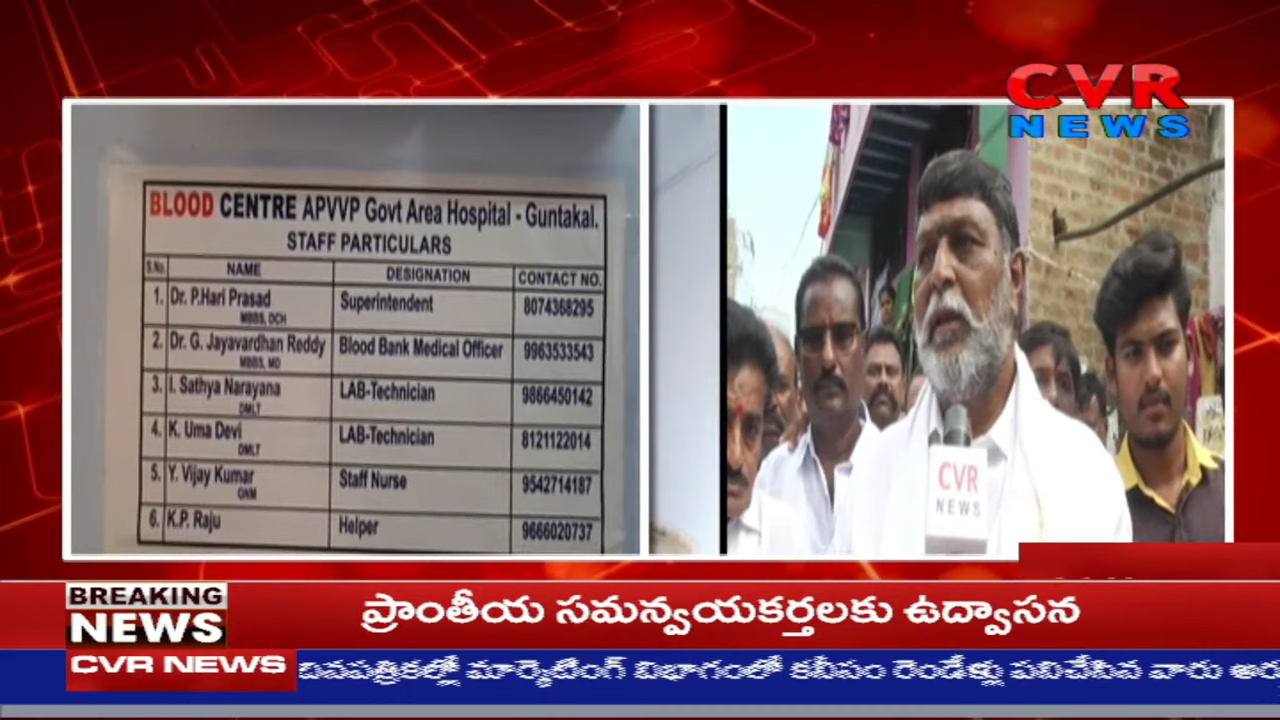 CVR
NEWS
BLOOD CENTRE APVVP Govt Area Hospital - Guntakal.
STAFF PARTICULARS
S.No. NAME DESIGNATION CONTACT NO.
1. Dr. P.Hari Prasad Superintendent 8074368295
MBBS, DCH
2. Dr. G. Jayavardhan Reddy Blood Bank Medical Officer 9963533543
MBBS, MD
3. I. Sathya Narayana LAB-Technician 9866450142
DMLT
4. K. Uma Devi LAB-Technician 8121122014
DMLT
5. Y. Vijay Kumar Staff Nurse 9542714187
GNM
6. K.P. Raju Helper 9666020737
CVR
NEWS
BREAKING
NEWS
ప్రాంతీయ సమన్వయకర్తలకు ఉద్వాసన
CVR NEWS
మార్కెటింగ్ విభాగంలో కనీసం రెండేళ్లు పనిచేసిన వారు